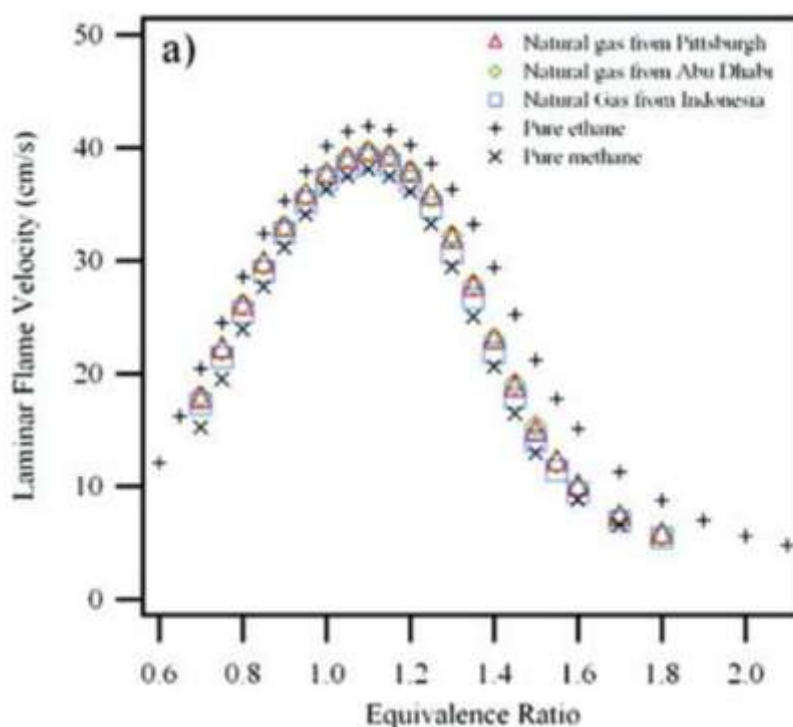 a)
Natural gas from Pittsburgh
Natural gas from Abu Dhabi
Natural Gas from Indonesia
Pure ethane
Pure methane
Laminar Flame Velocity (cm/s)
50
40
30
20
10
0
0.6 0.8 1.0 1.2 1.4 1.6 1.8 2.0
Equivalence Ratio